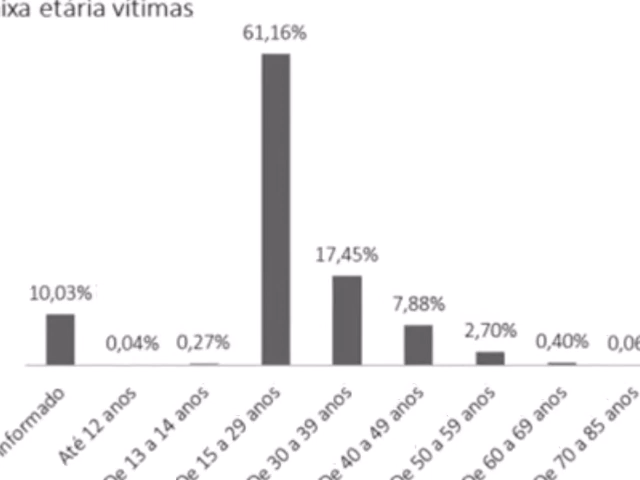 ixa etária vítimas
61,16%
17,45%
10,03%
7,88%
2,70%
0,40%
0,27%
0,04%
0,06
nformado
Até 12 anos
De 13 a 14 anos
De 15 a 29 anos
De 30 a 39 anos
De 40 a 49 anos
De 50 a 59 anos
De 60 a 69 anos
De 70 a 85 anos